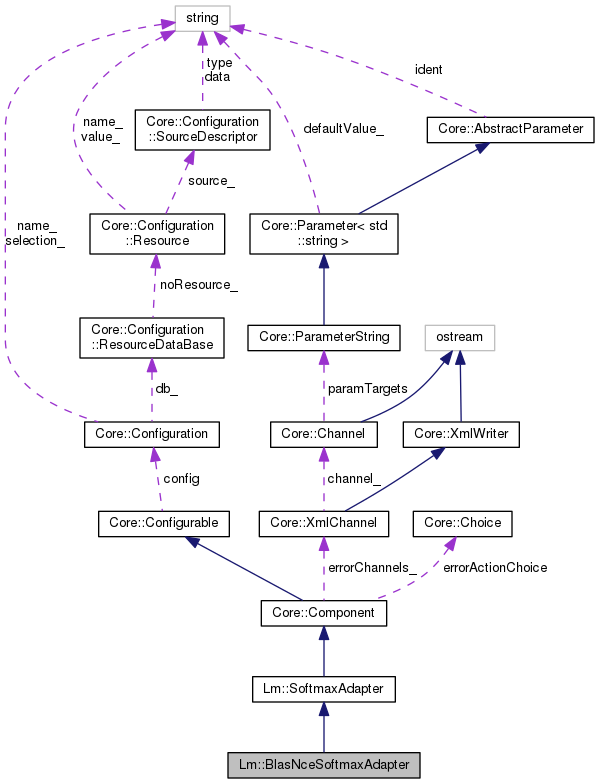 string
type
data
ident
Core::Configuration
::SourceDescriptor
name_
value_
defaultValue_
Core::AbstractParameter
source_
Core::Configuration
::Resource
Core::Parameter< std
::string >
name_
selection_
noResource_
Core::Configuration
::ResourceDataBase
Core::ParameterString
ostream
db_
paramTargets
Core::Configuration
Core::Channel
Core::XmlWriter
config
channel_
Core::Configurable
Core::XmlChannel
Core::Choice
errorChannels_
errorActionChoice
Core::Component
Lm::SoftmaxAdapter
Lm::BlasNceSoftmaxAdapter